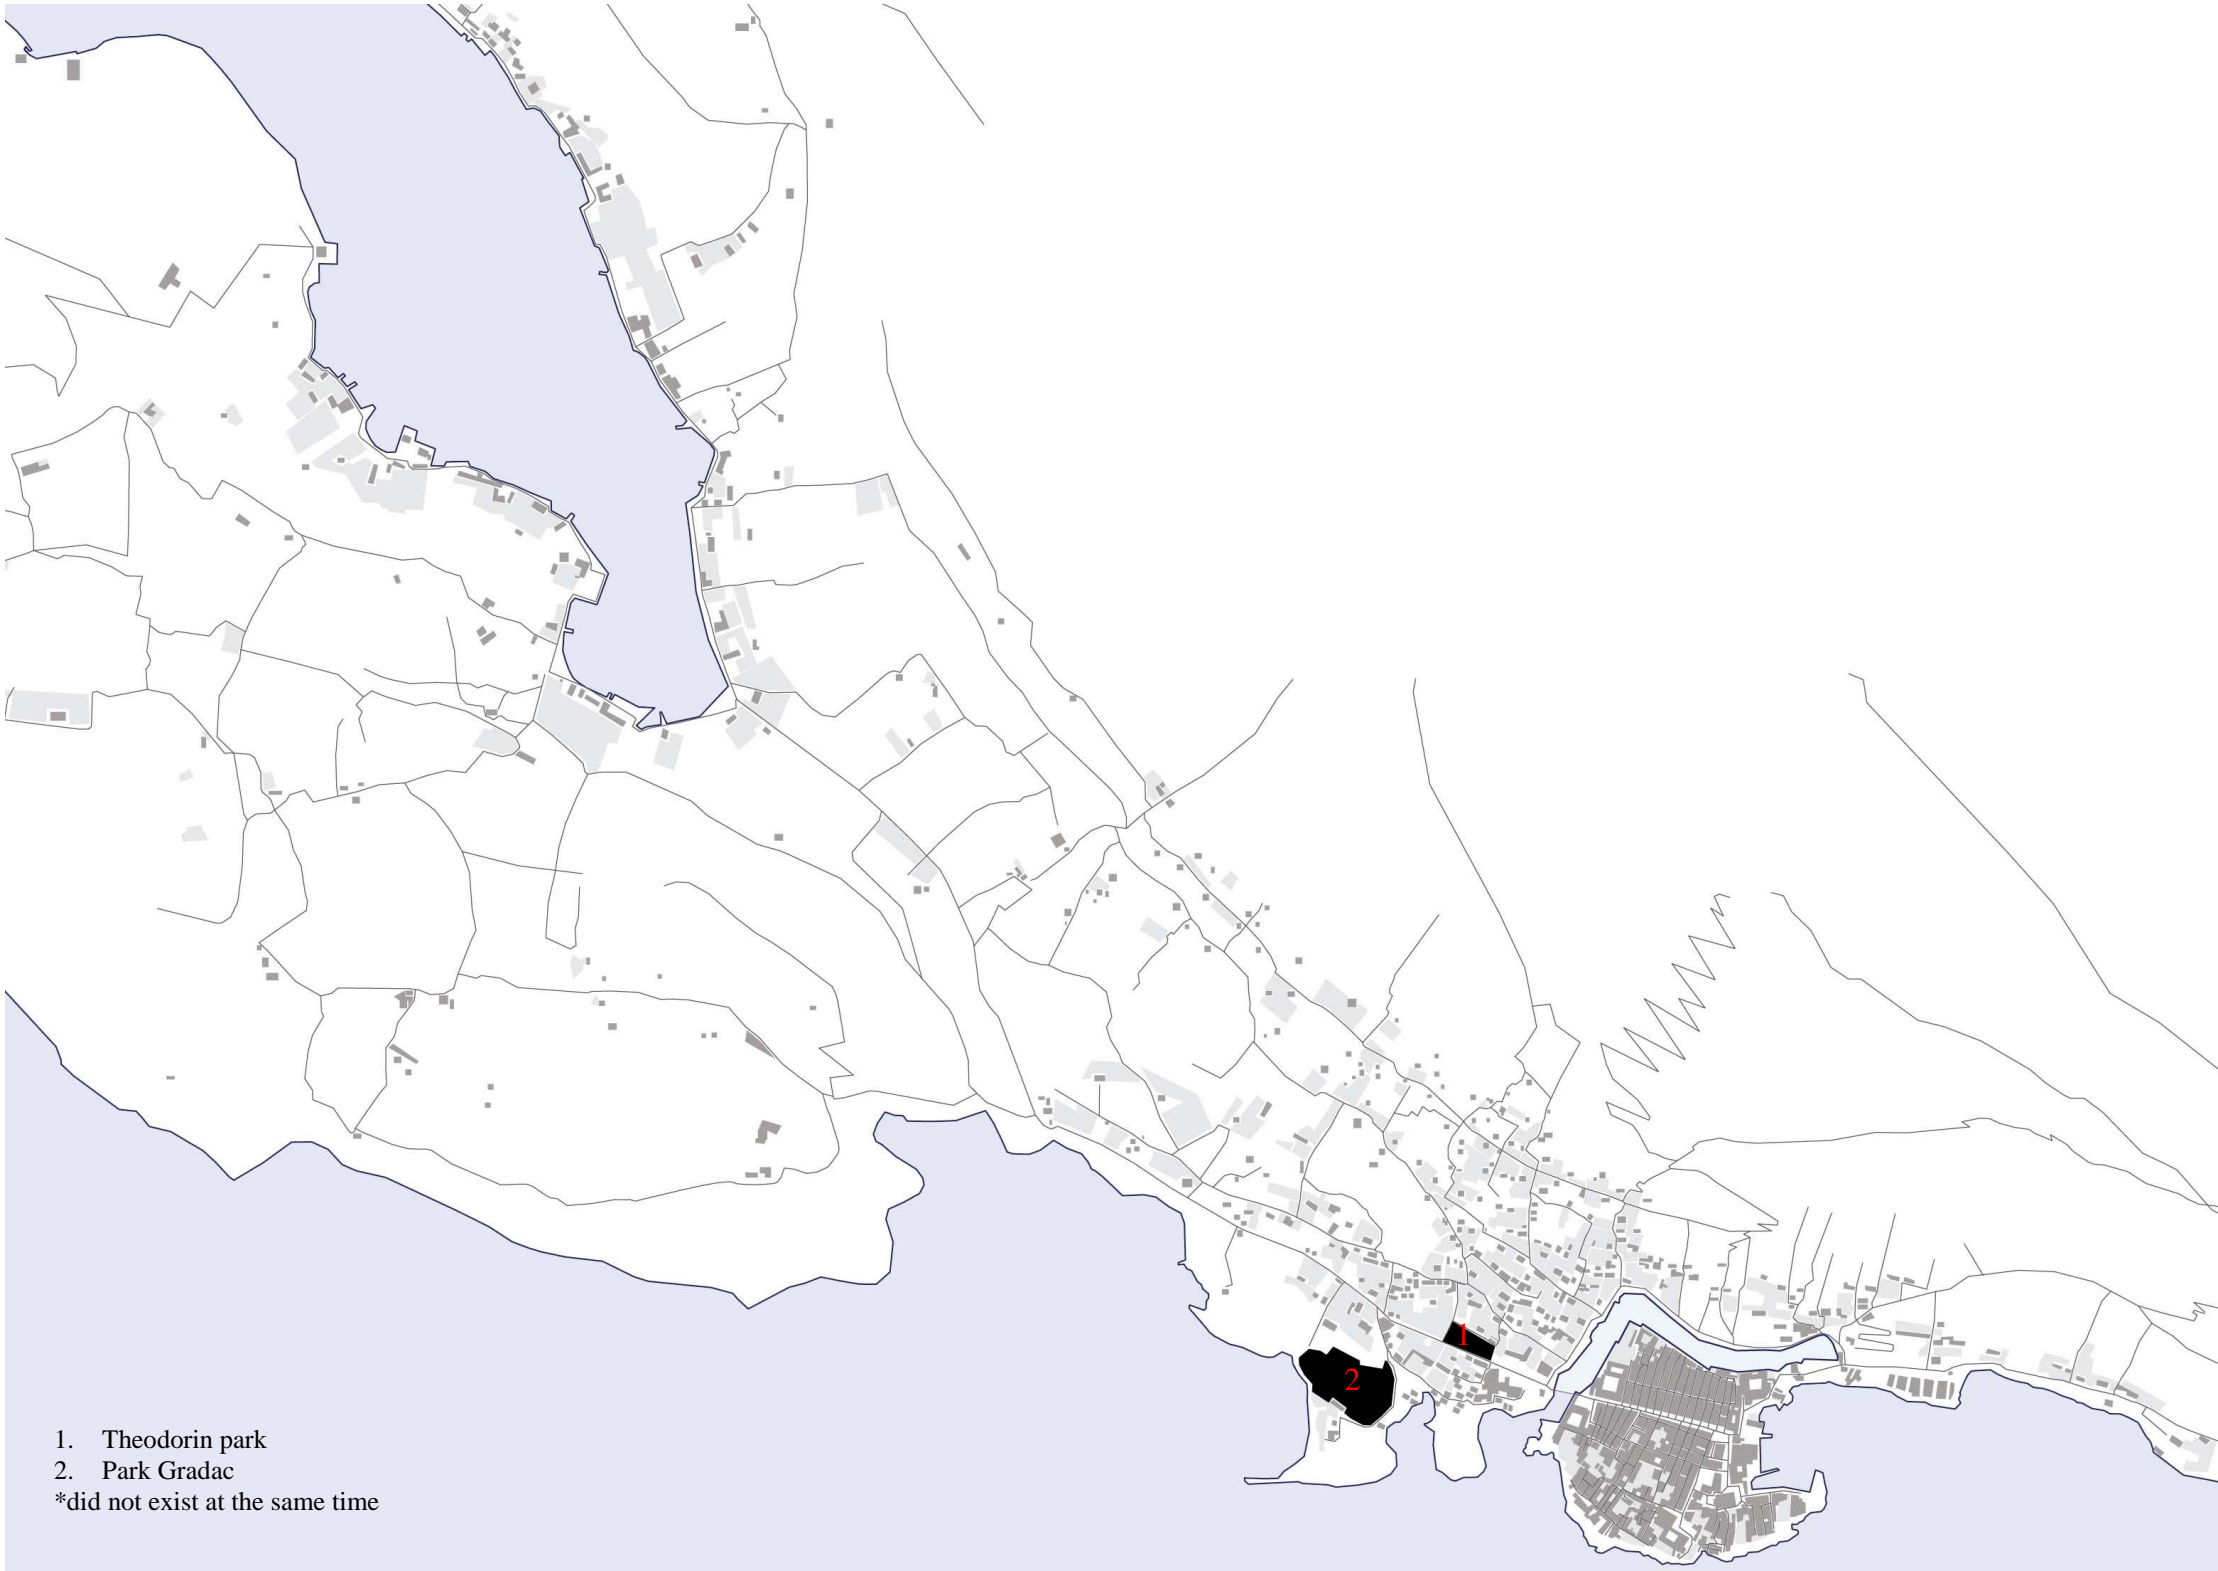 1
2
1. Theodorin park
2. Park Gradac
*did not exist at the same time